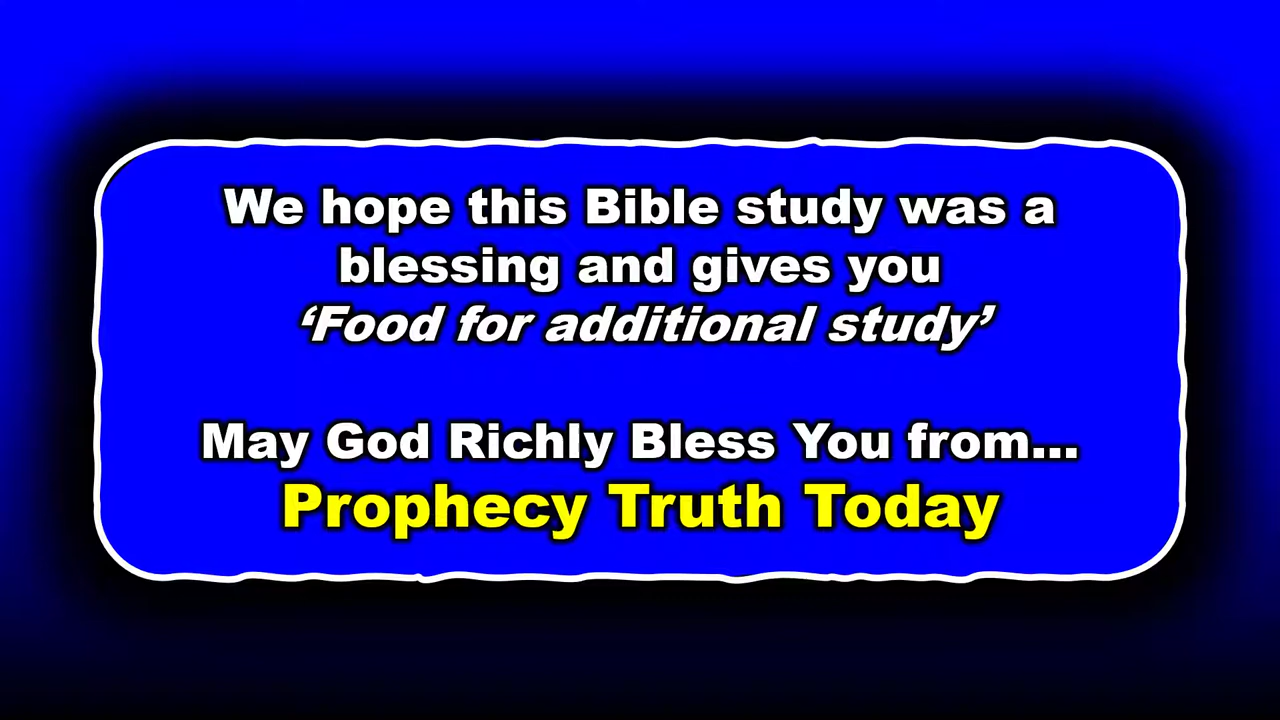 We hope this Bible study was a
blessing and gives you
‘Food for additional study’
May God Richly Bless You from...
Prophecy Truth Today